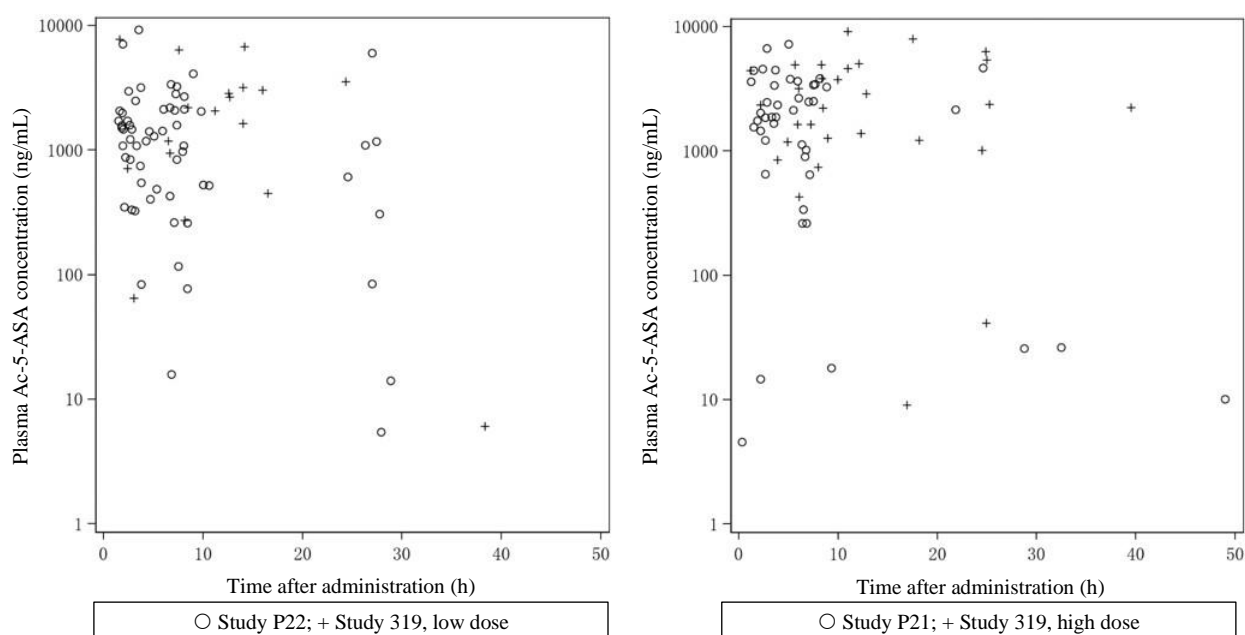 Plasma Ac-5-ASA concentration (ng/mL)
10000
1000
100
10
1
0 10 20 30 40 50
Time after administration (h)
○ Study P22; + Study 319, low dose
Plasma Ac-5-ASA concentration (ng/mL)
10000
1000
100
10
1
0 10 20 30 40 50
Time after administration (h)
○ Study P21; + Study 319, high dose